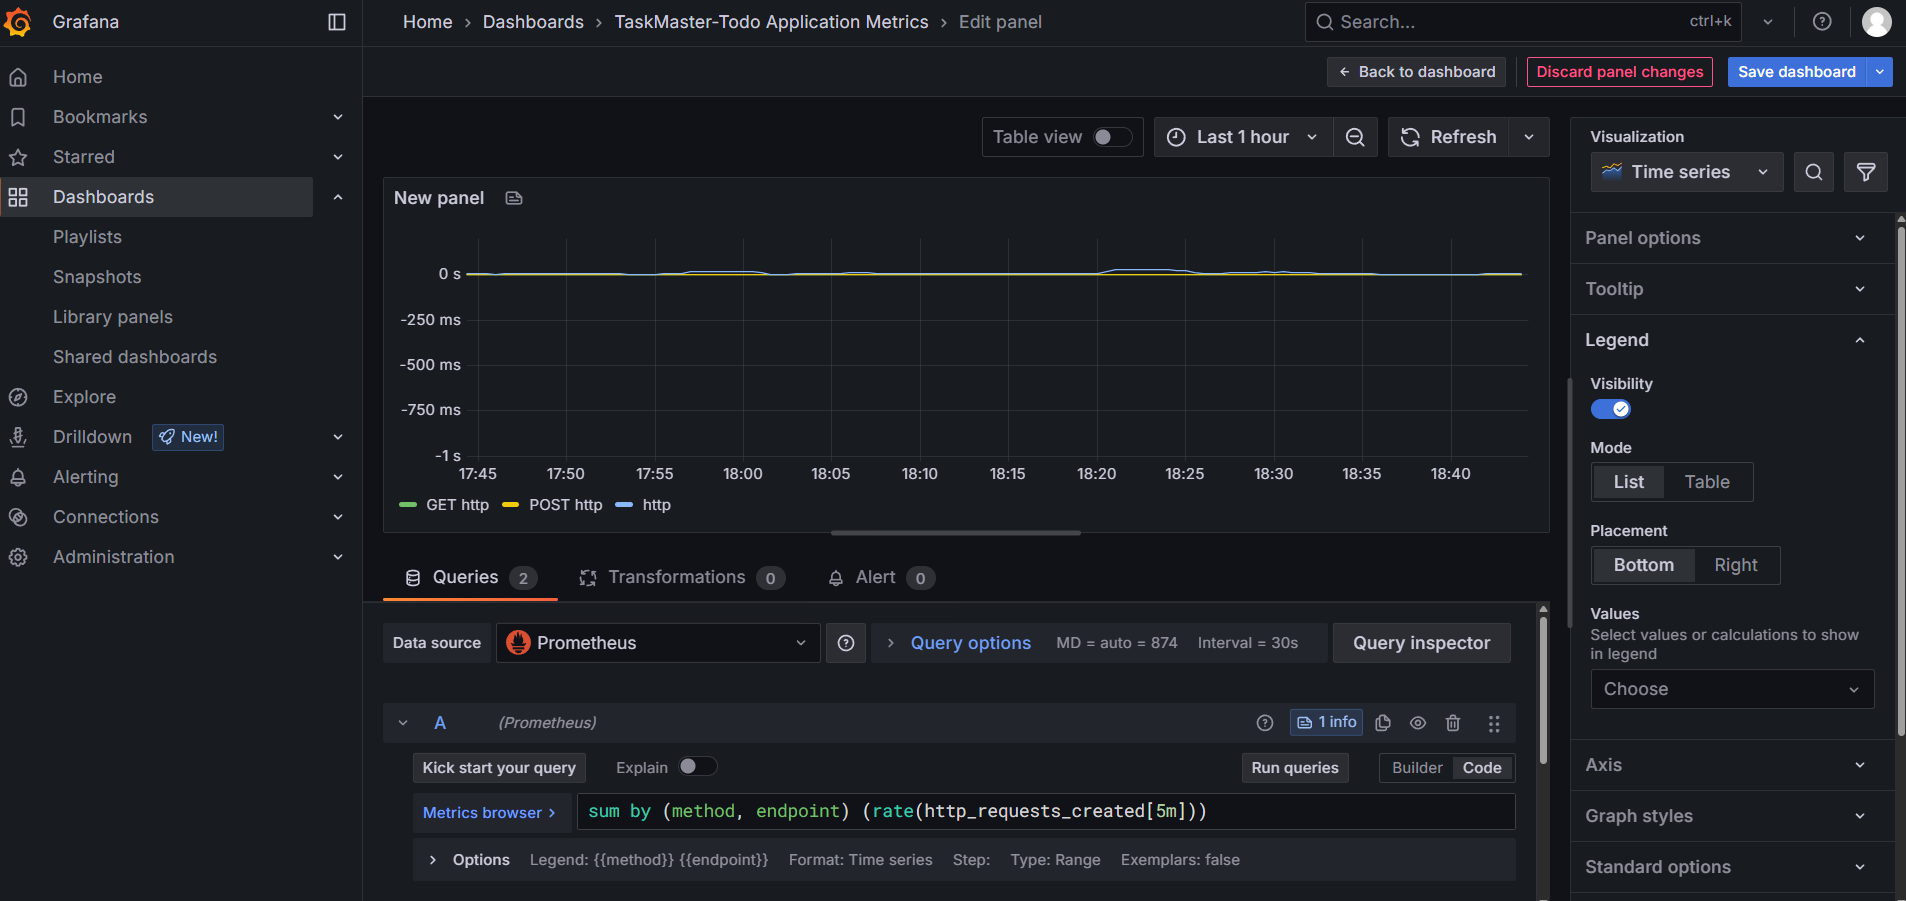 Grafana
Home › Dashboards › TaskMaster-Todo Application Metrics › Edit panel
Search... ctrl+k
Home
Bookmarks
Starred
Dashboards
Playlists
Snapshots
Library panels
Shared dashboards
Explore
Drilldown New!
Alerting
Connections
Administration
Back to dashboard
Discard panel changes
Save dashboard
Table view
Last 1 hour
Refresh
New panel
0 s
-250 ms
-500 ms
-750 ms
-1 s
17:45 17:50 17:55 18:00 18:05 18:10 18:15 18:20 18:25 18:30 18:35 18:40
GET http POST http http
Queries 2 Transformations 0 Alert 0
Data source Prometheus Query options MD = auto = 874 Interval = 30s Query inspector
A (Prometheus) 1 info
Kick start your query Explain Run queries Builder Code
Metrics browser > sum by (method, endpoint) (rate(http_requests_created[5m]))
Options Legend: {{method}} {{endpoint}} Format: Time series Step: Type: Range Exemplars: false
Visualization
Time series
Panel options
Tooltip
Legend
Visibility
Mode
List Table
Placement
Bottom Right
Values
Select values or calculations to show
in legend
Choose
Axis
Graph styles
Standard options